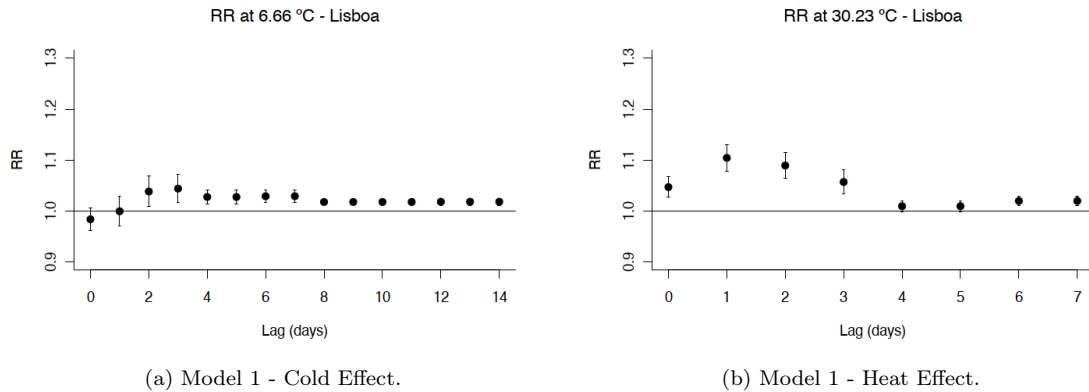 RR at 6.66 ºC - Lisboa
RR
1.3
1.2
1.1
1.0
0.9
0 2 4 6 8 10 12 14
Lag (days)
(a) Model 1 - Cold Effect.
RR at 30.23 ºC - Lisboa
RR
1.3
1.2
1.1
1.0
0.9
0 1 2 3 4 5 6 7
Lag (days)
(b) Model 1 - Heat Effect.